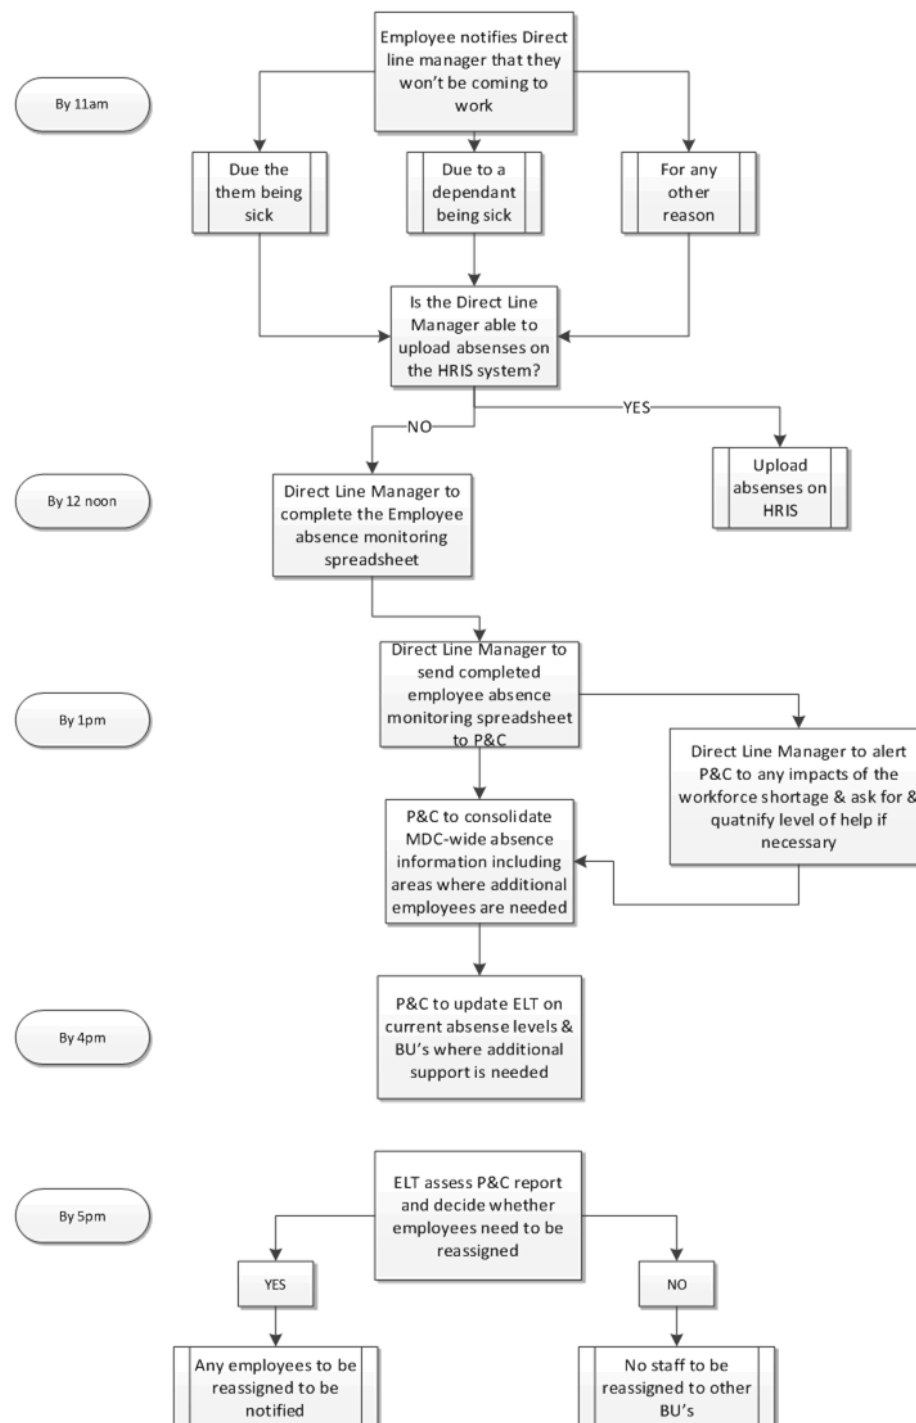 Employee notifies Direct
line manager that they
won't be coming to
work
By 11am
Due the
them being
sick
Due to a
dependant
being sick
For any
other
reason
Is the Direct Line
Manager able to
upload absenses on
the HRIS system?
YES
NO
Upload
absenses on
HRIS
By 12 noon
Direct Line Manager to
complete the Employee
absence monitoring
spreadsheet
By 1pm
Direct Line Manager to
send completed
employee absence
monitoring spreadsheet
to P&C
Direct Line Manager to alert
P&C to any impacts of the
workforce shortage & ask for &
quatnify level of help if
necessary
P&C to consolidate
MDC-wide absence
information including
areas where additional
employees are needed
By 4pm
P&C to update ELT on
current absense levels &
BU's where additional
support is needed
By 5pm
ELT assess P&C report
and decide whether
employees need to be
reassigned
YES
NO
Any employees to be
reassigned to be
notified
No staff to be
reassigned to other
BU's